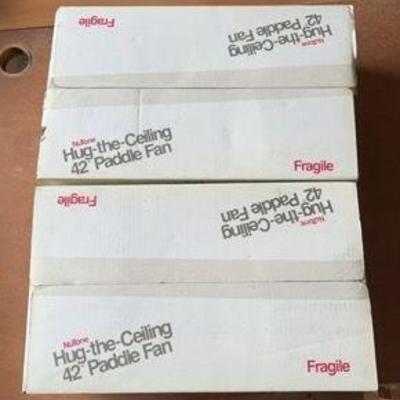 Fragile
NuTone
Hug-the-Ceiling
42" Paddle Fan
NuTone
Hug-the-Ceiling
42" Paddle Fan
Fragile
Fragile
NuTone
Hug-the-Ceiling
42" Paddle Fan
NuTone
Hug-the-Ceiling
42" Paddle Fan
Fragile